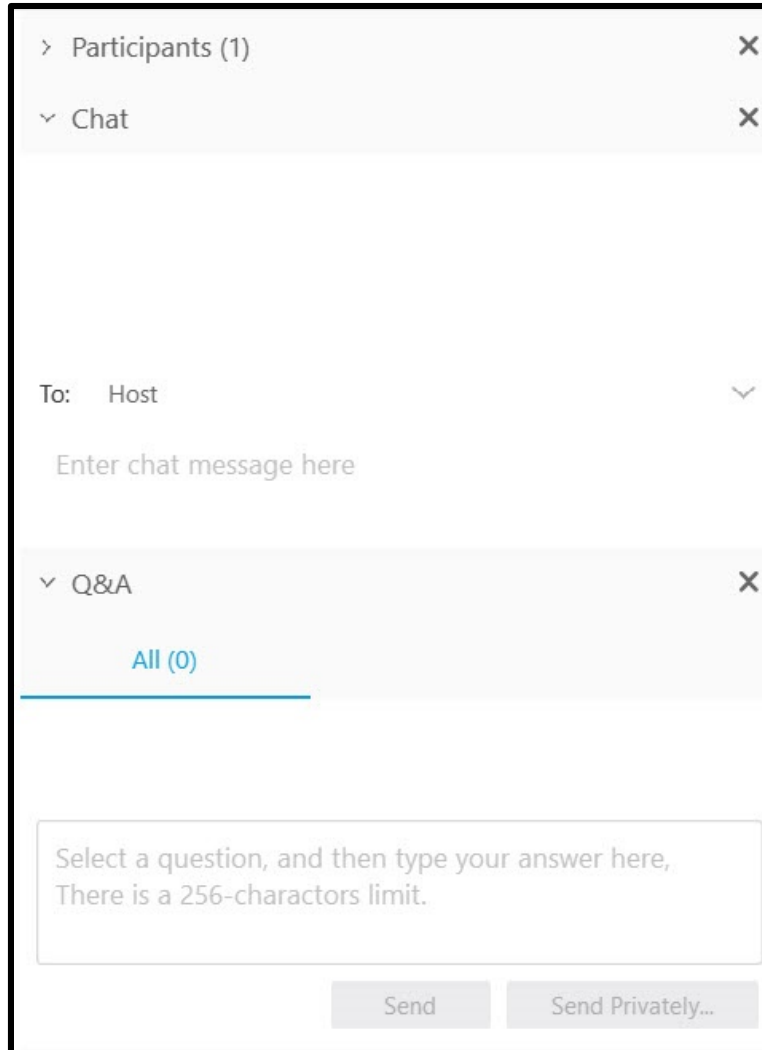 Participants (1)
Chat
To: Host
Enter chat message here
Q&A
All (0)
Select a question, and then type your answer here,
There is a 256-charactors limit.
Send Send Privately...